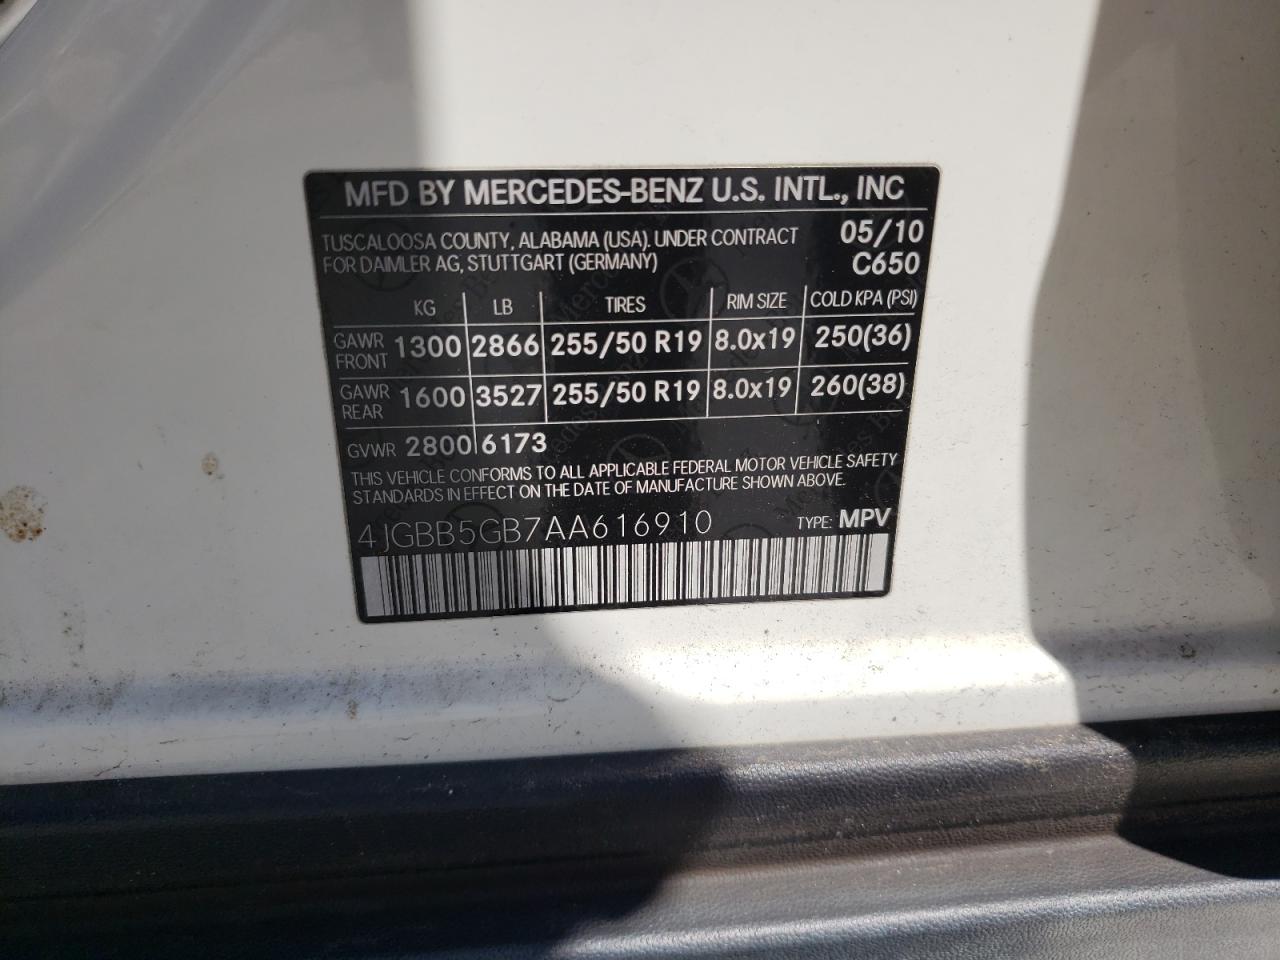 MFD BY MERCEDES-BENZ U.S. INTL., INC
TUSCALOOSA COUNTY, ALABAMA (USA). UNDER CONTRACT 05/10
FOR DAIMLER AG, STUTTGART (GERMANY) C650
KG LB TIRES RIM SIZE COLD KPA (PSI)
GAWR FRONT 1300 2866 255/50 R19 8.0x19 250(36)
GAWR REAR 1600 3527 255/50 R19 8.0x19 260(38)
GVWR 2800 6173
THIS VEHICLE CONFORMS TO ALL APPLICABLE FEDERAL MOTOR VEHICLE SAFETY
STANDARDS IN EFFECT ON THE DATE OF MANUFACTURE SHOWN ABOVE.
4JGBB5GB7AA616910 TYPE: MPV